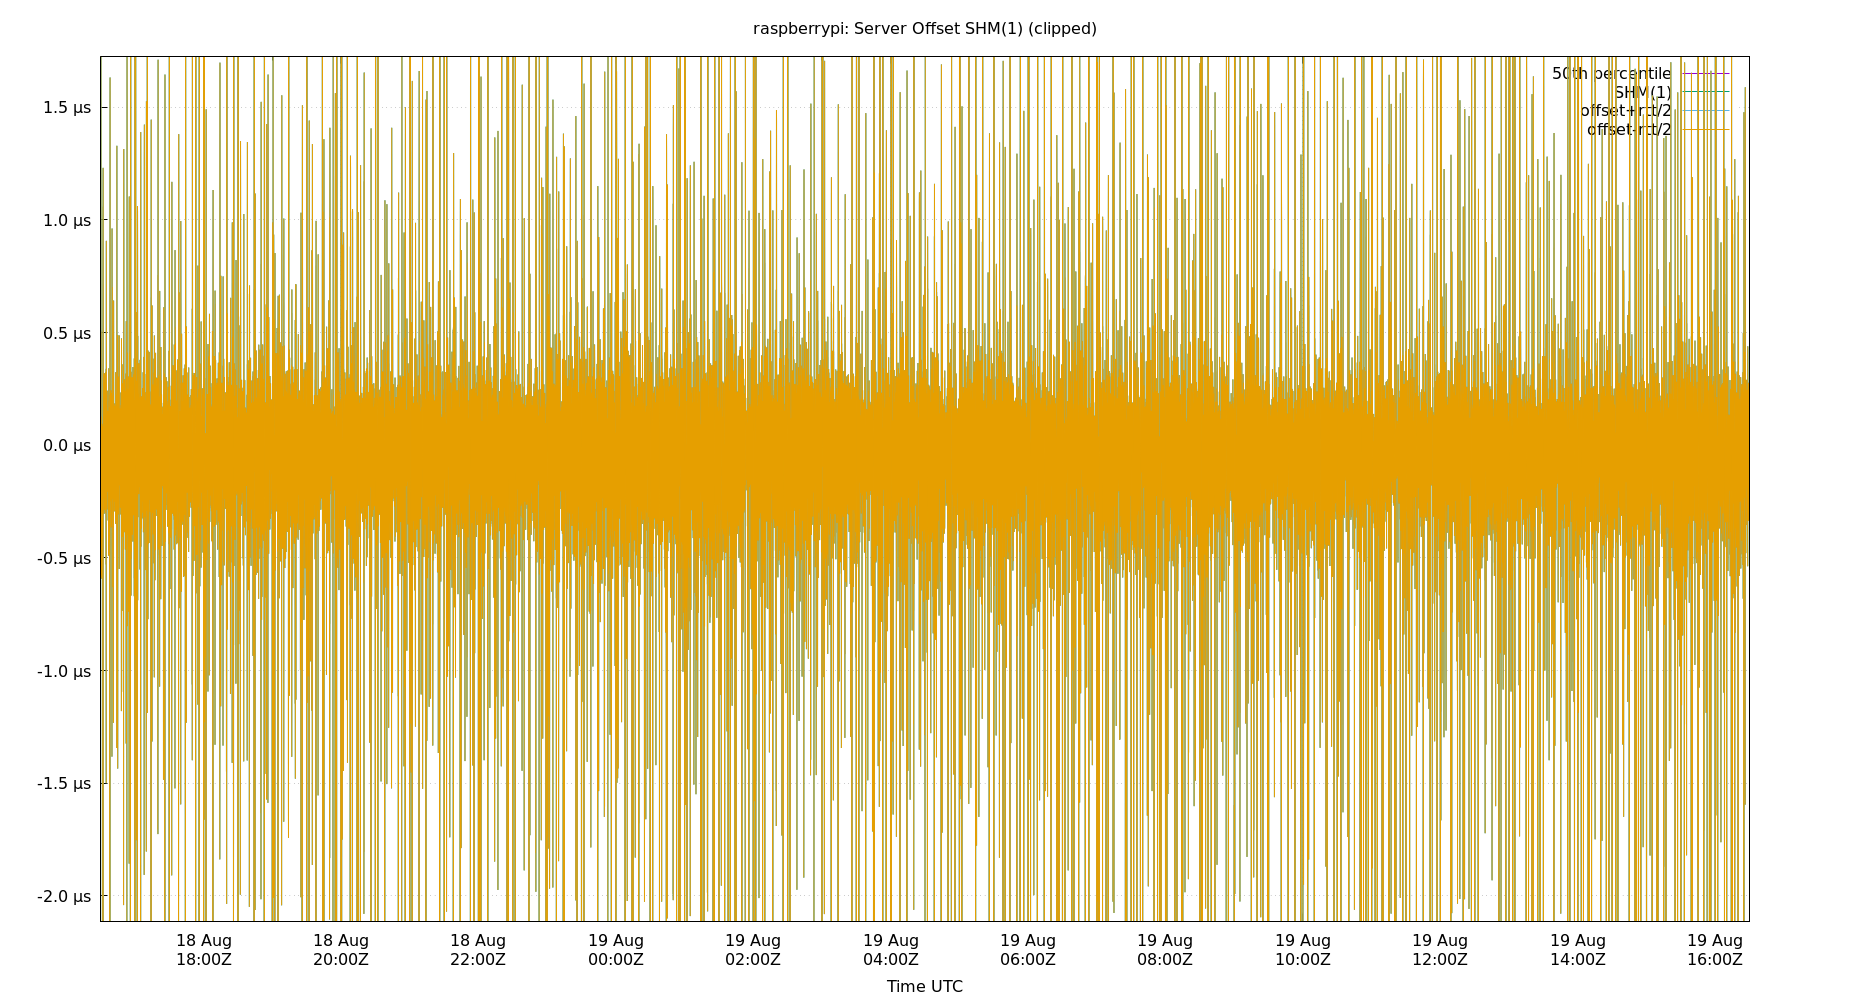 raspberrypi: Server Offset SHM(1) (clipped)
50th percentile
SHM(1)
offset+rtt/2
offset-rtt/2
1.5 µs
1.0 µs
0.5 µs
0.0 µs
-0.5 µs
-1.0 µs
-1.5 µs
-2.0 µs
18 Aug 18 Aug 18 Aug 19 Aug 19 Aug 19 Aug 19 Aug 19 Aug 19 Aug 19 Aug 19 Aug 19 Aug
18:00Z 20:00Z 22:00Z 00:00Z 02:00Z 04:00Z 06:00Z 08:00Z 10:00Z 12:00Z 14:00Z 16:00Z
Time UTC